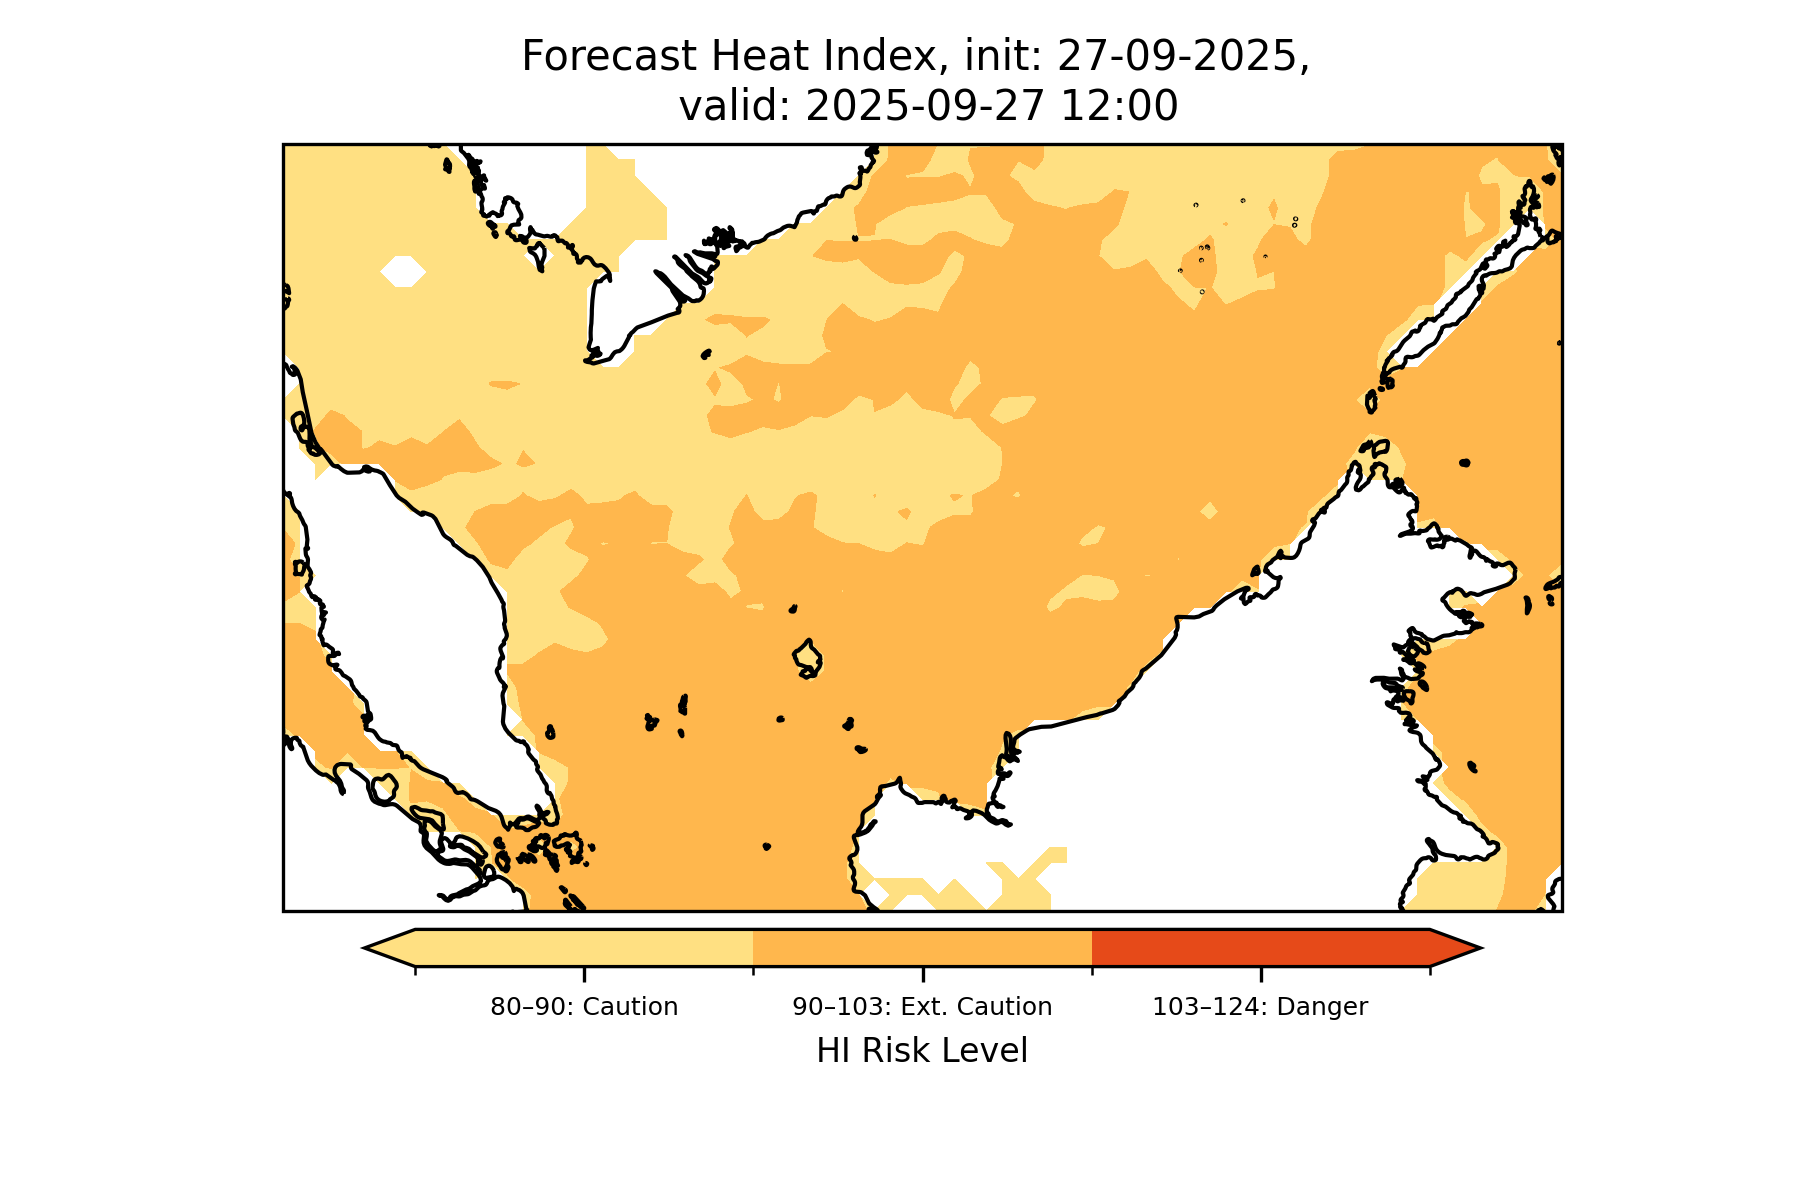 Forecast Heat Index, init: 27-09-2025,
valid: 2025-09-27 12:00
80–90: Caution
90–103: Ext. Caution
103–124: Danger
HI Risk Level